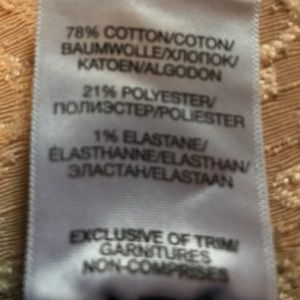 78% COTTON/COTON/
BAUMWOLLE/ХЛОПОК/
KATOEN/ALGODON
21% POLYESTER/
ПОЛИЭСТЕР/POLIESTER
1% ELASTANE/
ÉLASTHANNE/ELASTHAN/
ЭЛАСТАН/ELASTAAN
EXCLUSIVE OF TRIM/
GARNITURES
NON-COMPRISES